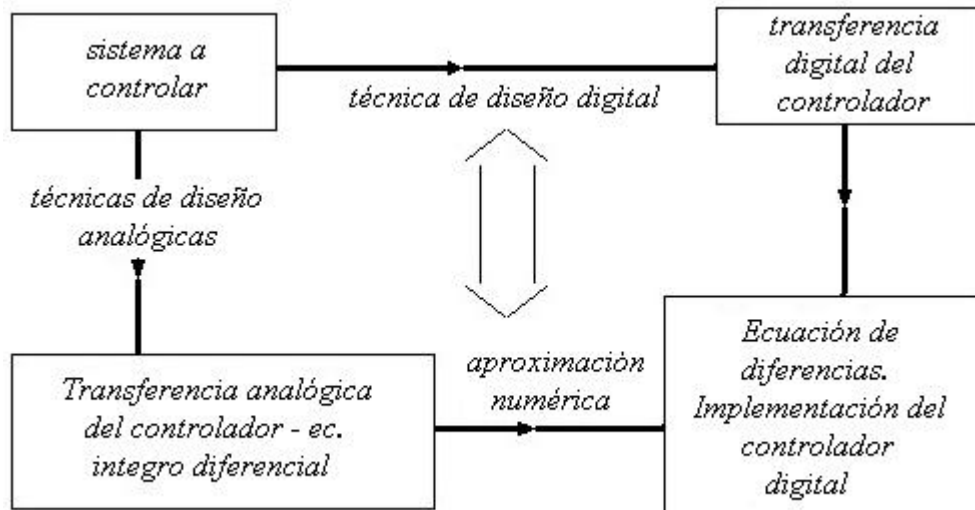 sistema a
controlar
técnica de diseño digital
transferencia
digital del
controlador
técnicas de diseño
analógicas
Transferencia analógica
del controlador - ec.
integro diferencial
aproximación
numérica
Ecuación de
diferencias.
Implementación del
controlador
digital